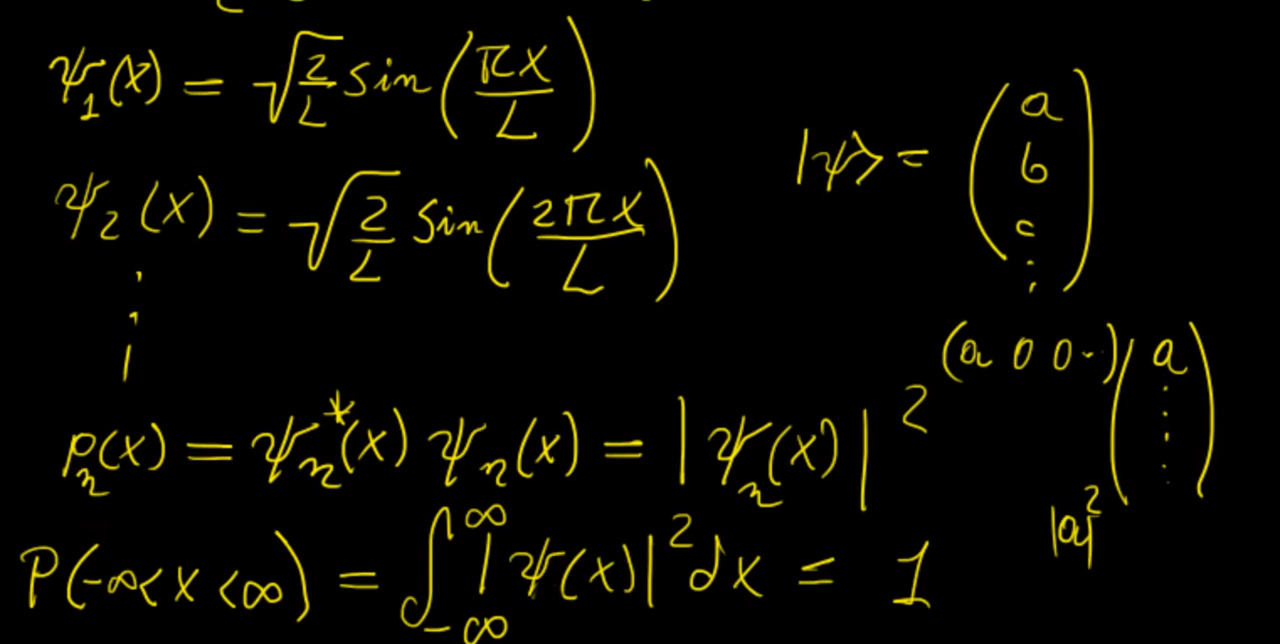 ψ₁(x) = √(2/L) sin(πx/L)
|ψ⟩ = (a b c ⋮)
ψ₂(x) = √(2/L) sin(2πx/L)
⋮
(a 0 0 ··) (a ⋮)
Pₙ(x) = ψₙ*(x) ψₙ(x) = |ψₙ(x)|²
|a|²
P(-∞<x<∞) = ∫_{-∞}^{∞} |ψ(x)|² dx = 1